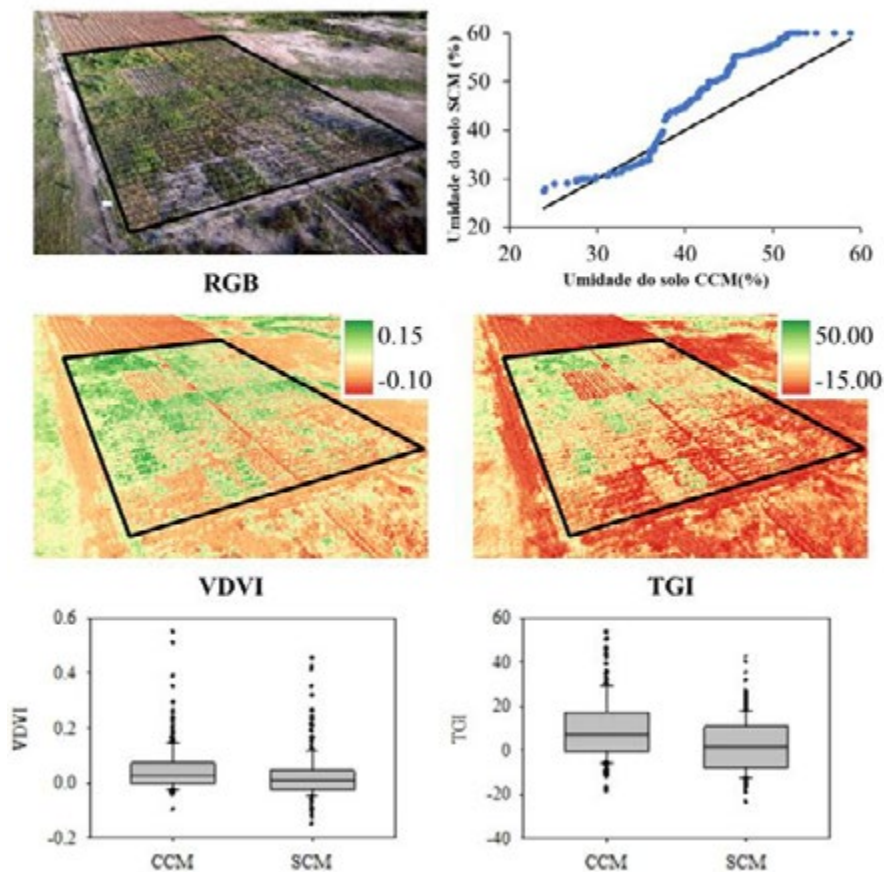 RGB
60
50
40
30
20
Umidade do solo SCM (%)
20 30 40 50 60
Umidade do solo CCM(%)
0.15
-0.10
VDVI
50.00
-15.00
TGI
0.6
0.4
0.2
0.0
-0.2
VDVI
CCM SCM
60
40
20
0
-20
-40
TGI
CCM SCM